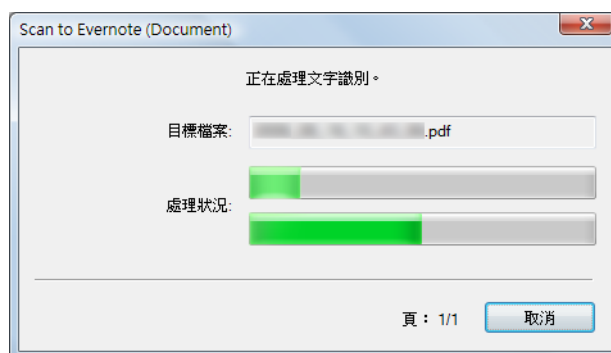 Scan to Evernote (Document)
正在處理文字識別。
目標檔案:
.pdf
處理狀況:
頁： 1/1
取消